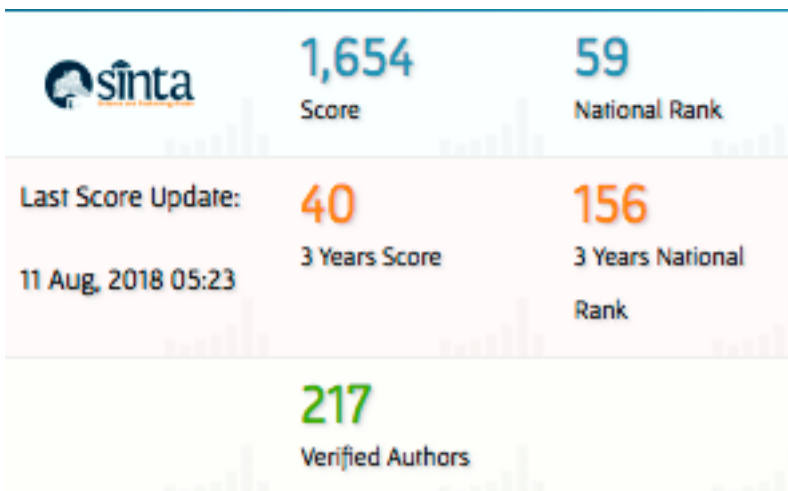 sinta
1,654
Score
59
National Rank
Last Score Update:
11 Aug, 2018 05:23
40
3 Years Score
156
3 Years National
Rank
217
Verified Authors